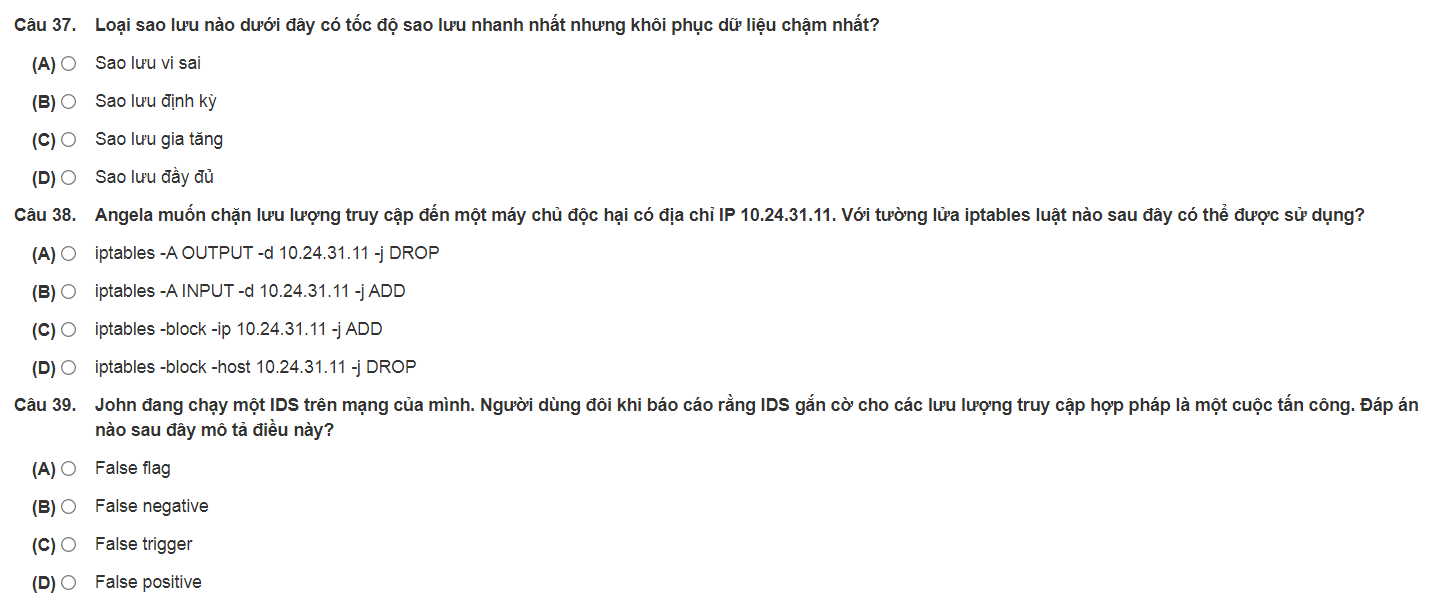 Câu 37. Loại sao lưu nào dưới đây có tốc độ sao lưu nhanh nhất nhưng khôi phục dữ liệu chậm nhất?
(A) Sao lưu vi sai
(B) Sao lưu định kỳ
(C) Sao lưu gia tăng
(D) Sao lưu đầy đủ
Câu 38. Angela muốn chặn lưu lượng truy cập đến một máy chủ độc hại có địa chỉ IP 10.24.31.11. Với tường lửa iptables luật nào sau đây có thể được sử dụng?
(A) iptables -A OUTPUT -d 10.24.31.11 -j DROP
(B) iptables -A INPUT -d 10.24.31.11 -j ADD
(C) iptables -block -ip 10.24.31.11 -j ADD
(D) iptables -block -host 10.24.31.11 -j DROP
Câu 39. John đang chạy một IDS trên mạng của mình. Người dùng đôi khi báo cáo rằng IDS gắn cờ cho các lưu lượng truy cập hợp pháp là một cuộc tấn công. Đáp án
nào sau đây mô tả điều này?
(A) False flag
(B) False negative
(C) False trigger
(D) False positive